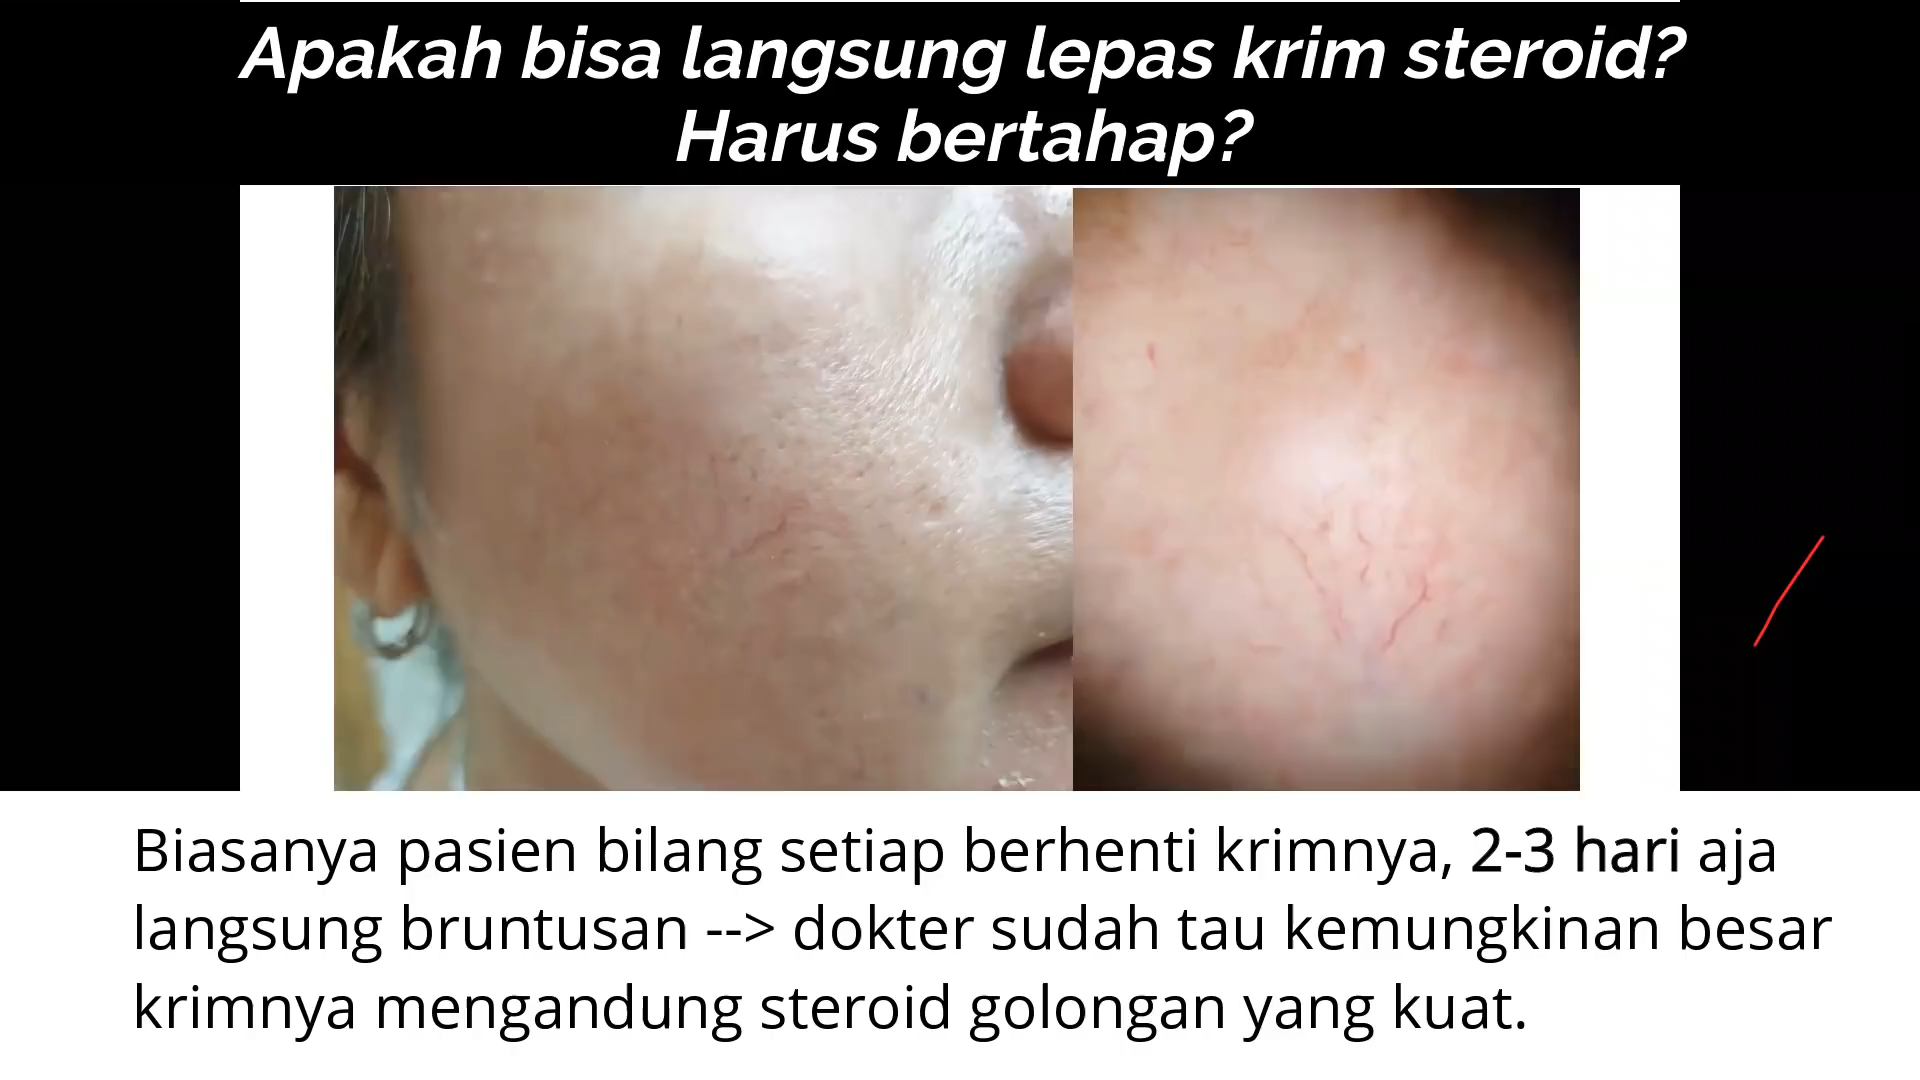 Apakah bisa langsung lepas krim steroid?
Harus bertahap?
Biasanya pasien bilang setiap berhenti krimnya, 2-3 hari aja
langsung bruntusan --> dokter sudah tau kemungkinan besar
krimnya mengandung steroid golongan yang kuat.